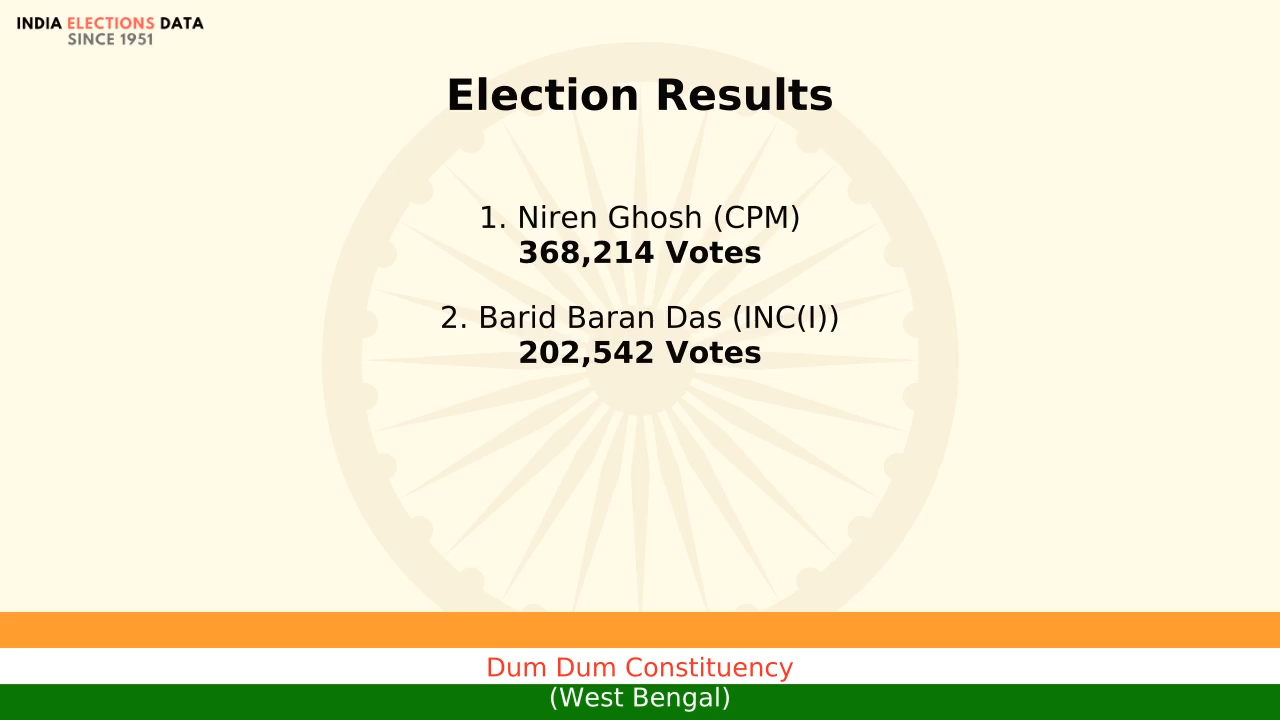 INDIA ELECTIONS DATA
SINCE 1951
Election Results
1. Niren Ghosh (CPM)
368,214 Votes
2. Barid Baran Das (INC(I))
202,542 Votes
Dum Dum Constituency
(West Bengal)